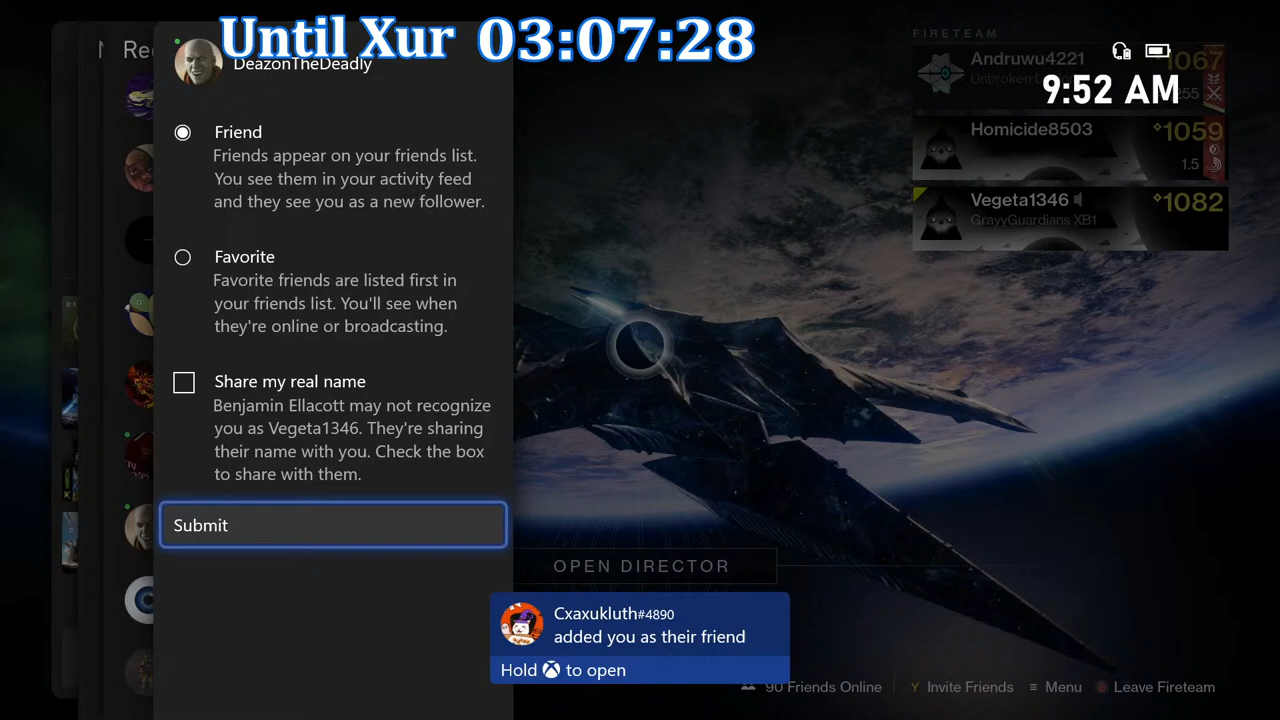 Until Xur 03:07:28
DeazonTheDeadly
Friend
Friends appear on your friends list.
You see them in your activity feed
and they see you as a new follower.
Favorite
Favorite friends are listed first in
your friends list. You'll see when
they're online or broadcasting.
Share my real name
Benjamin Ellacott may not recognize
you as Vegeta1346. They're sharing
their name with you. Check the box
to share with them.
Submit
FIRETEAM
Andruwu4221
1067
9:52 AM
Homicide8503
1059
1.5
Vegeta1346
1082
GrayyGuardians XB1
OPEN DIRECTOR
Cxaxukluth#4890
added you as their friend
Hold to open
90 Friends Online
Y Invite Friends
Menu
B Leave Fireteam